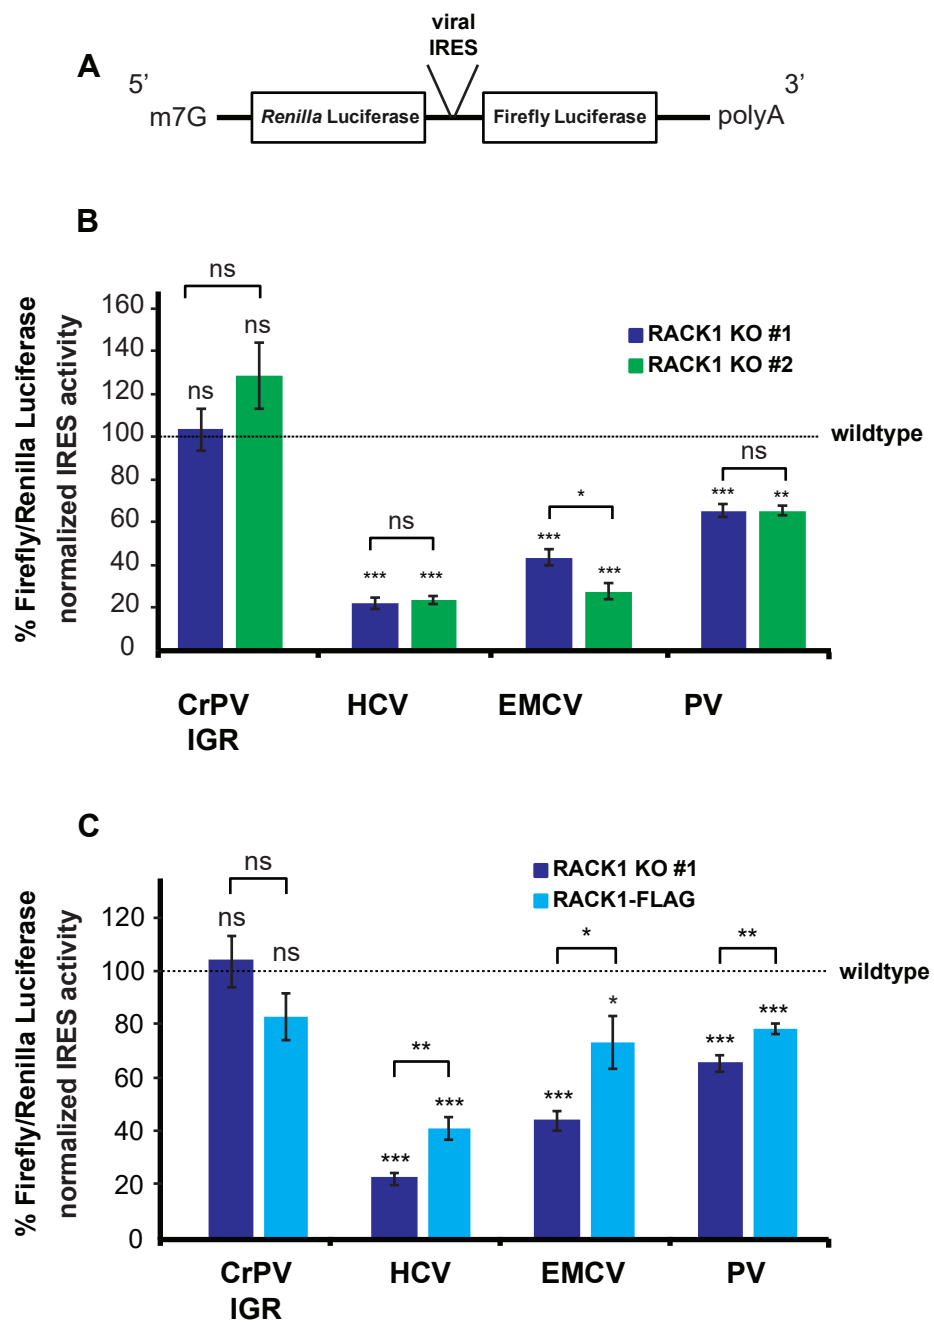 A
viral
IRES
5’
3’
m7G
Renilla Luciferase
Firefly Luciferase
polyA
B
% Firefly/Renilla Luciferase
normalized IRES activity
160
140
120
100
80
60
40
20
0
ns
ns
ns
RACK1 KO #1
RACK1 KO #2
wildtype
ns
***
***
*
***
***
ns
***
**
CrPV
IGR
HCV
EMCV
PV
C
% Firefly/Renilla Luciferase
normalized IRES activity
120
100
80
60
40
20
0
ns
ns
ns
RACK1 KO #1
RACK1-FLAG
wildtype
**
***
***
*
***
*
**
***
***
CrPV
IGR
HCV
EMCV
PV